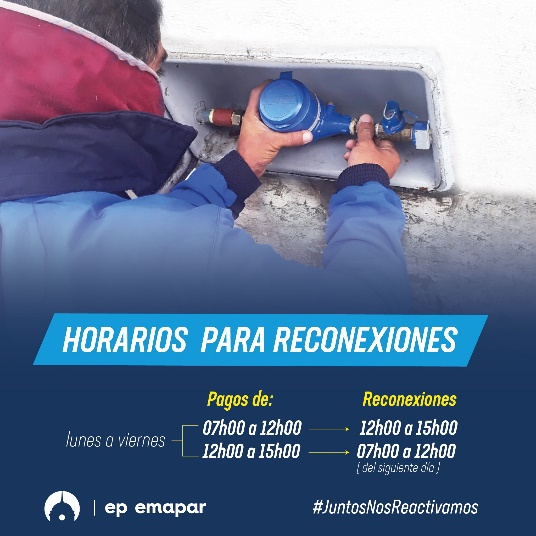 HORARIOS PARA RECONEXIONES
Pagos de: Reconexiones
lunes a viernes
07h00 a 12h00 12h00 a 15h00
12h00 a 15h00 07h00 a 12h00
( del siguiente día )
ep emapar #JuntosNosReactivamos